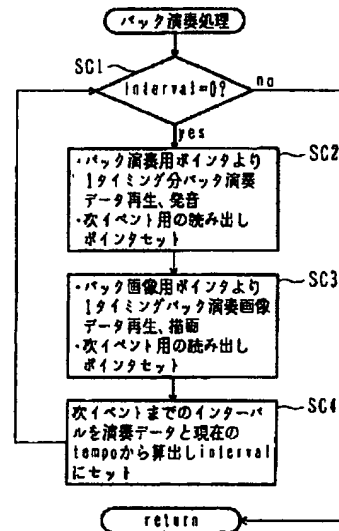 バック演奏処理
SC1
interval=0?
no
yes
SC2
・バック演奏用ポインタより
1タイミング分バック演奏
データ再生、発音
・次イベント用の読み出し
ポインタセット
SC3
・バック画像用ポインタより
1タイミングバック演奏画像
データ再生、描画
・次イベント用の読み出し
ポインタセット
SC4
次イベントまでのインターバ
ルを演奏データと現在の
tempoから算出しinterval
にセット
return